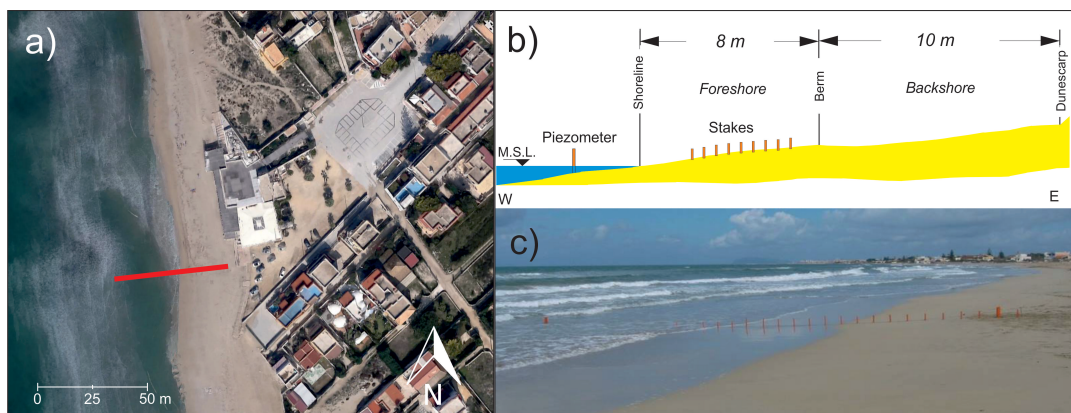 a)
0 25 50 m
N
b)
8 m
10 m
Shoreline
Foreshore
Berm
Backshore
Dunescarp
Stakes
Piezometer
M.S.L.
W
E
c)